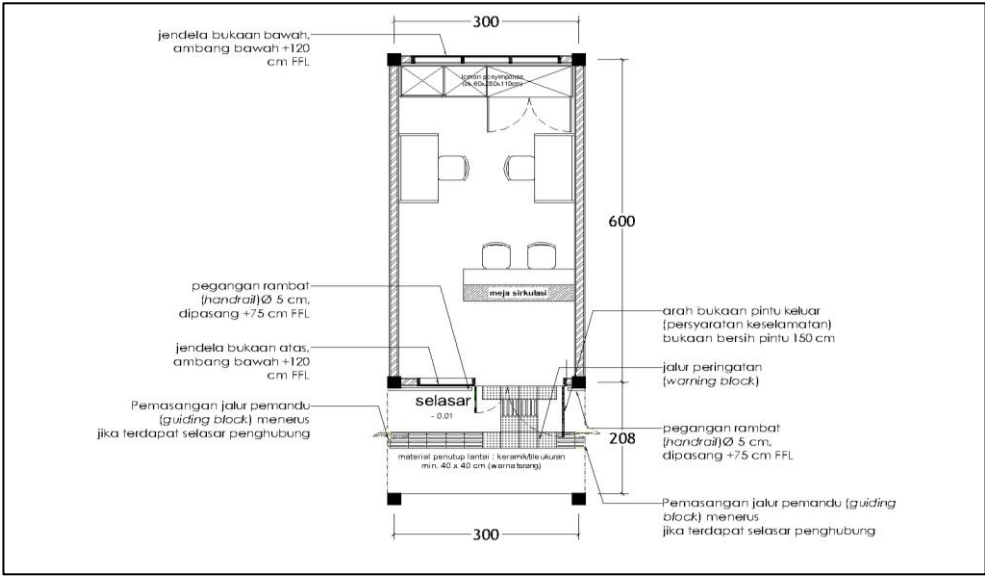 300
jendela bukaan bawah,
ambang bawah +120
cm FFL
lemari penyimpanan
600
meja sirkulasi
pegangan rambat
(handrail)Ø 5 cm,
dipasang +75 cm FFL
jendela bukaan atas,
ambang bawah +120
cm FFL
Pemasangan jalur pemandu
(guiding block) menerus
jika terdapat selasar penghubung
selasar
- 0.01
material penutup lantai : keramik/tile ukuran
min. 40 x 40 cm (warna terang)
arah bukaan pintu keluar
(persyaratan keselamatan)
bukaan bersih pintu 150 cm
jalur peringatan
(warning block)
pegangan rambat
(handrail)Ø 5 cm,
dipasang +75 cm FFL
208
Pemasangan jalur pemandu (guiding
block) menerus
jika terdapat selasar penghubung
300